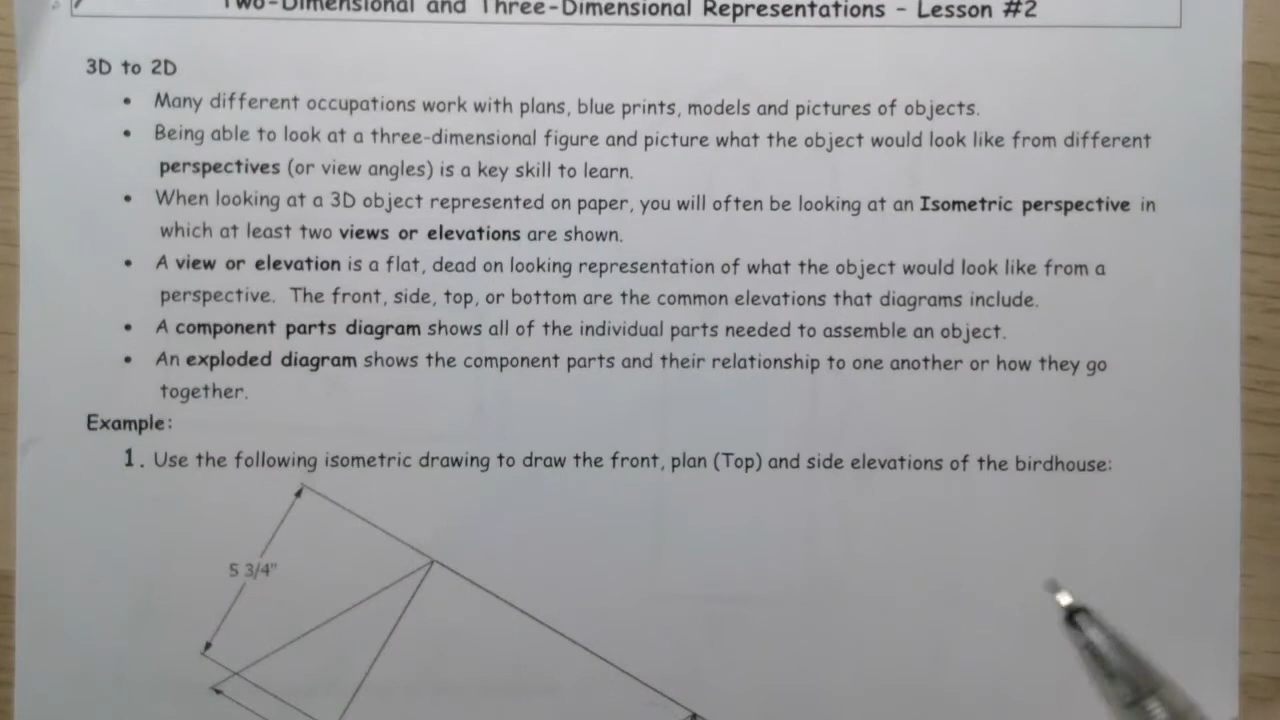 Two-Dimensional and Three-Dimensional Representations - Lesson #2
3D to 2D
• Many different occupations work with plans, blue prints, models and pictures of objects.
• Being able to look at a three-dimensional figure and picture what the object would look like from different
perspectives (or view angles) is a key skill to learn.
• When looking at a 3D object represented on paper, you will often be looking at an Isometric perspective in
which at least two views or elevations are shown.
• A view or elevation is a flat, dead on looking representation of what the object would look like from a
perspective. The front, side, top, or bottom are the common elevations that diagrams include.
• A component parts diagram shows all of the individual parts needed to assemble an object.
• An exploded diagram shows the component parts and their relationship to one another or how they go
together.
Example:
1. Use the following isometric drawing to draw the front, plan (Top) and side elevations of the birdhouse:
5 3/4"